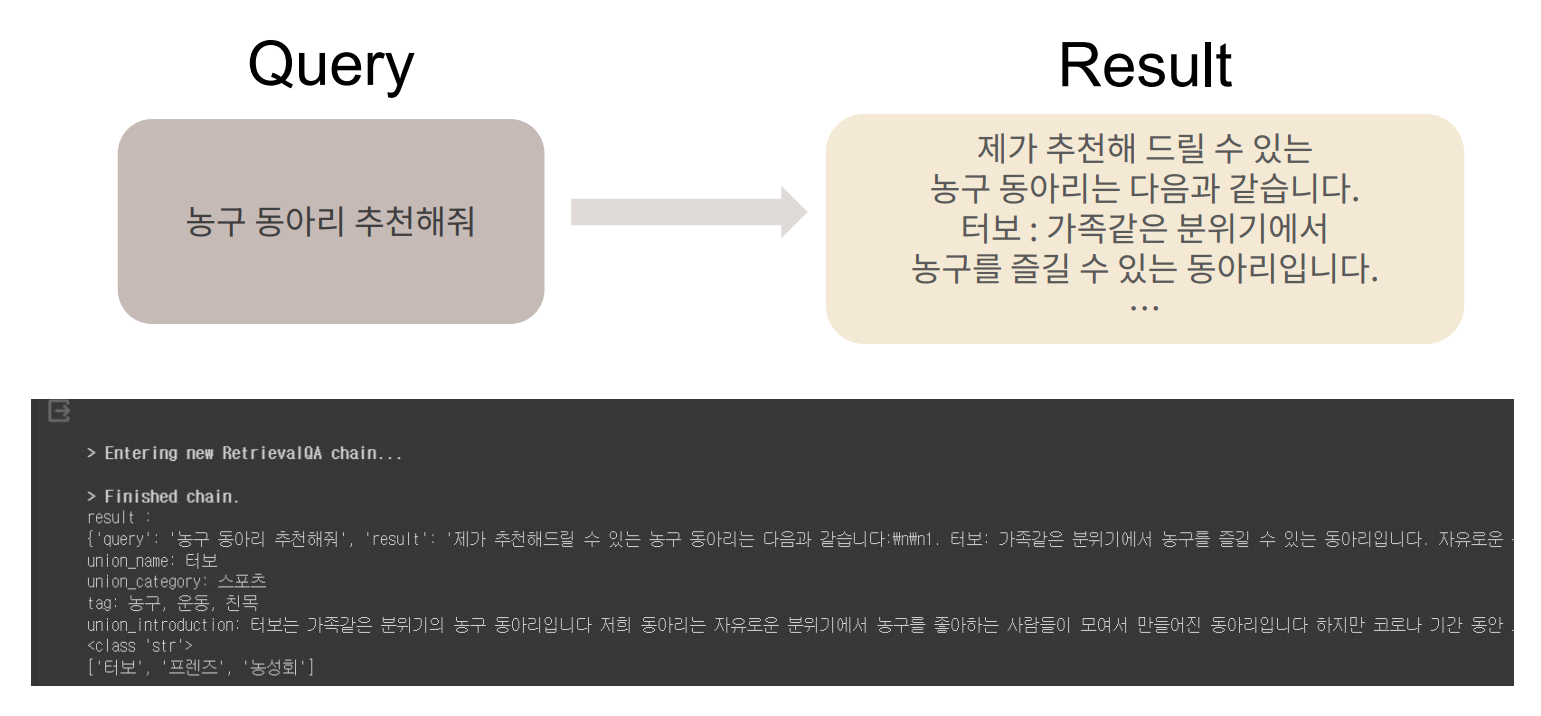 Query
Result
농구 동아리 추천해줘
제가 추천해 드릴 수 있는
농구 동아리는 다음과 같습니다.
터보 : 가족같은 분위기에서
농구를 즐길 수 있는 동아리입니다.
...
> Entering new RetrievalQA chain...
> Finished chain.
result :
{'query': '농구 동아리 추천해줘', 'result': '제가 추천해드릴 수 있는 농구 동아리는 다음과 같습니다:₩n₩n1. 터보: 가족같은 분위기에서 농구를 즐길 수 있는 동아리입니다. 자유로운
union_name: 터보
union_category: 스포츠
tag: 농구, 운동, 친목
union_introduction: 터보는 가족같은 분위기의 농구 동아리입니다 저희 동아리는 자유로운 분위기에서 농구를 좋아하는 사람들이 모여서 만들어진 동아리입니다 하지만 코로나 기간 동안
<class 'str'>
['터보', '프렌즈', '농성회']